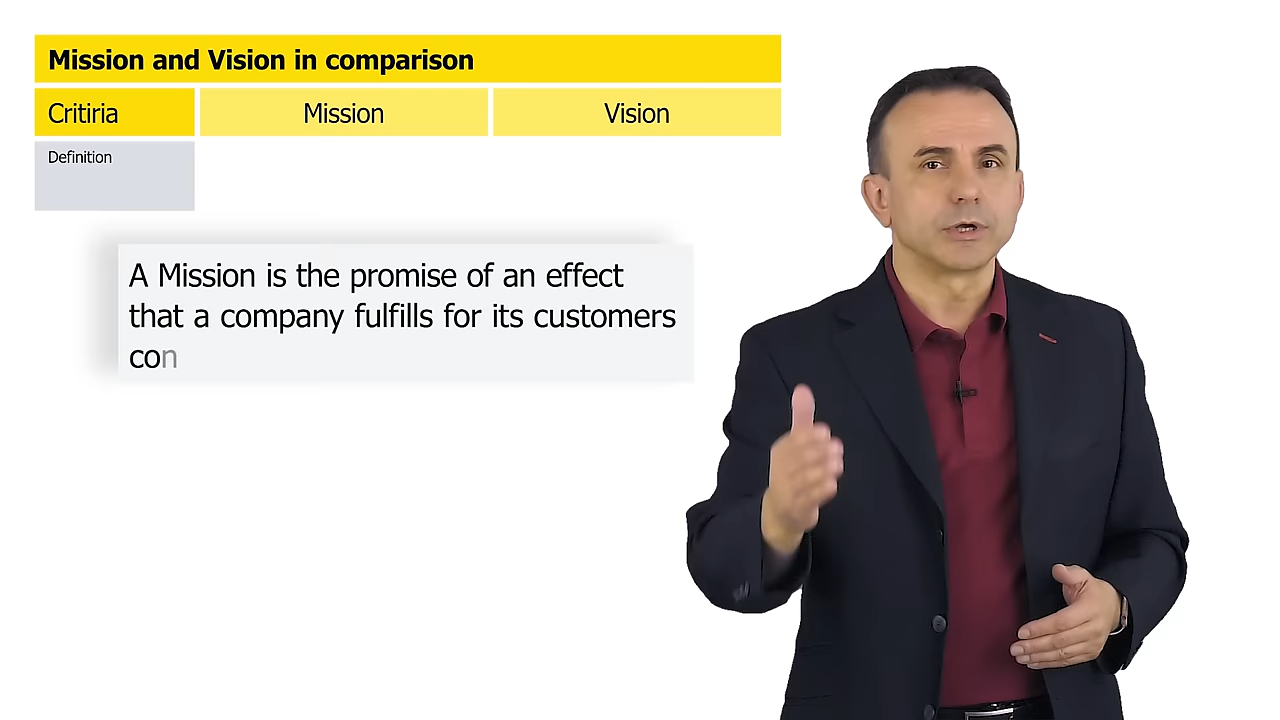 Mission and Vision in comparison
Critiria Mission Vision
Definition
A Mission is the promise of an effect
that a company fulfills for its customers
con